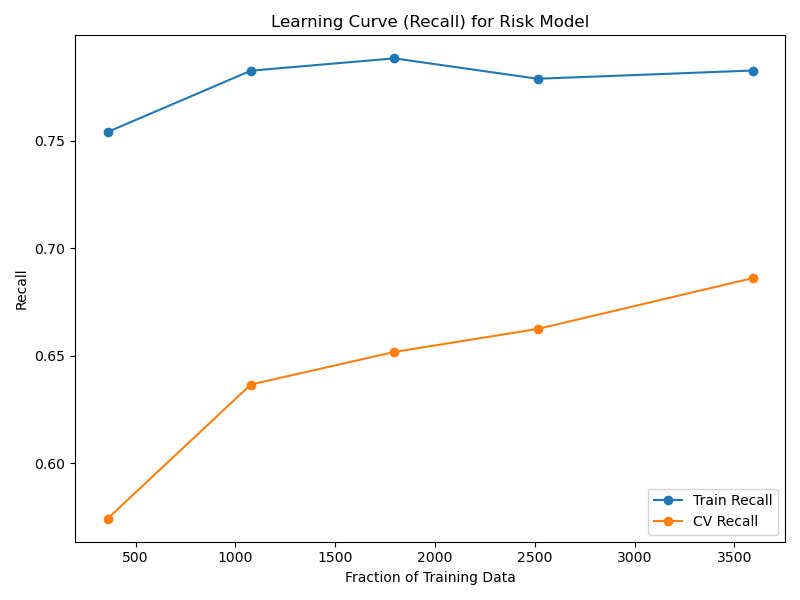 Learning Curve (Recall) for Risk Model
0.75
0.70
0.65
0.60
Recall
500
1000
1500
2000
2500
3000
3500
Fraction of Training Data
Train Recall
CV Recall